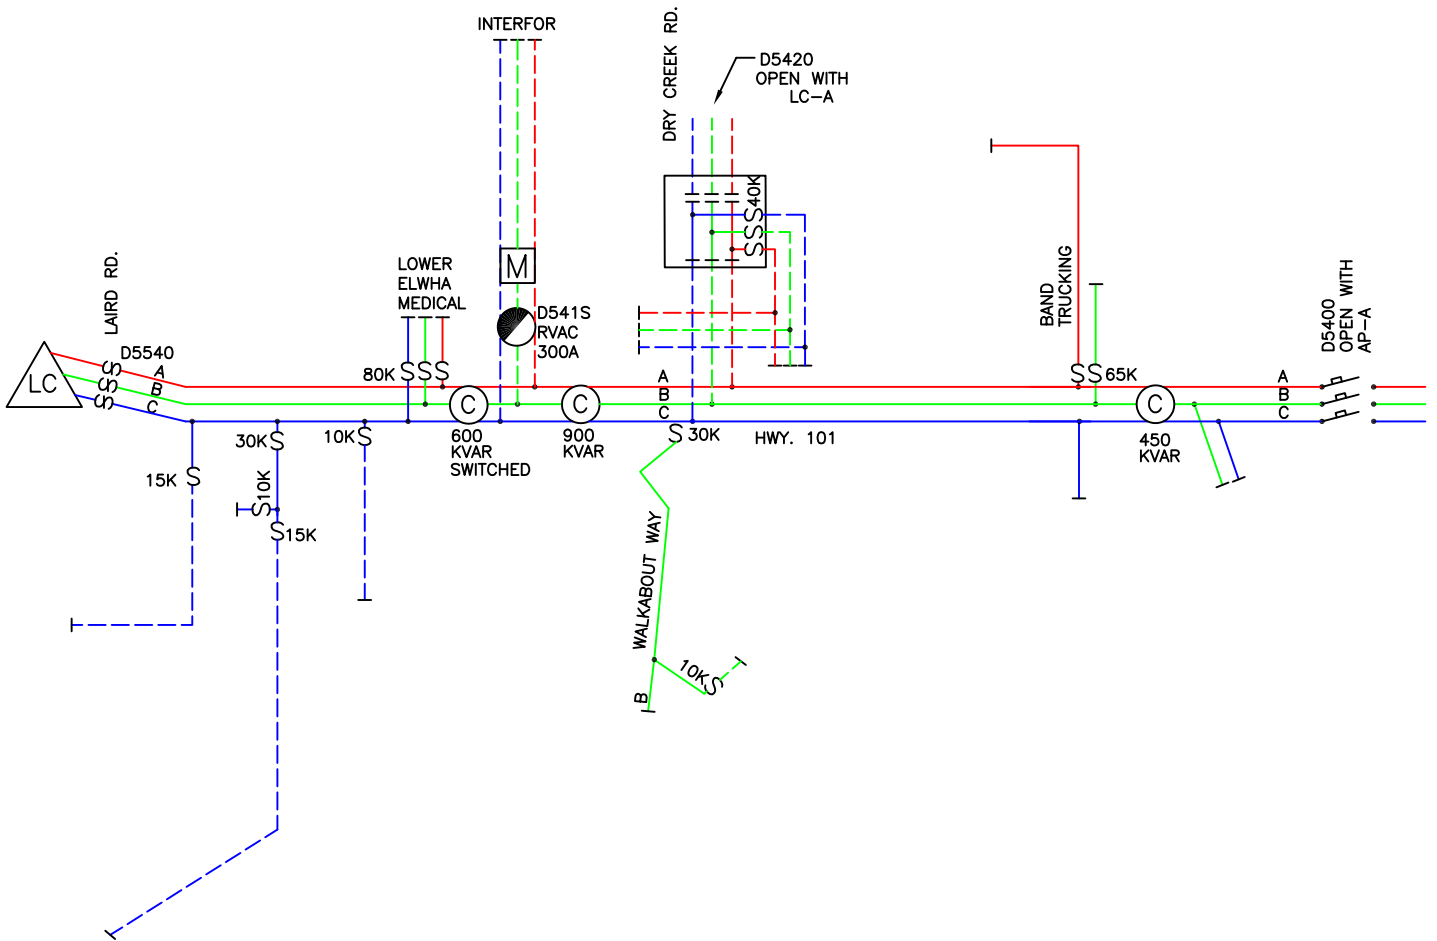 INTERFOR
DRY CREEK RD.
D5420
OPEN WITH
LC-A
40K
LAIRD RD.
LOWER
ELWHA
MEDICAL
M
D541S
RVAC
300A
BAND
TRUCKING
D5400
OPEN WITH
AP-A
LC
D5540
A
B
C
80K
C
C
A
B
C
65K
C
A
B
C
30K
10K
600
KVAR
SWITCHED
900
KVAR
30K
HWY. 101
450
KVAR
15K
10K
15K
WALKABOUT WAY
10K
B